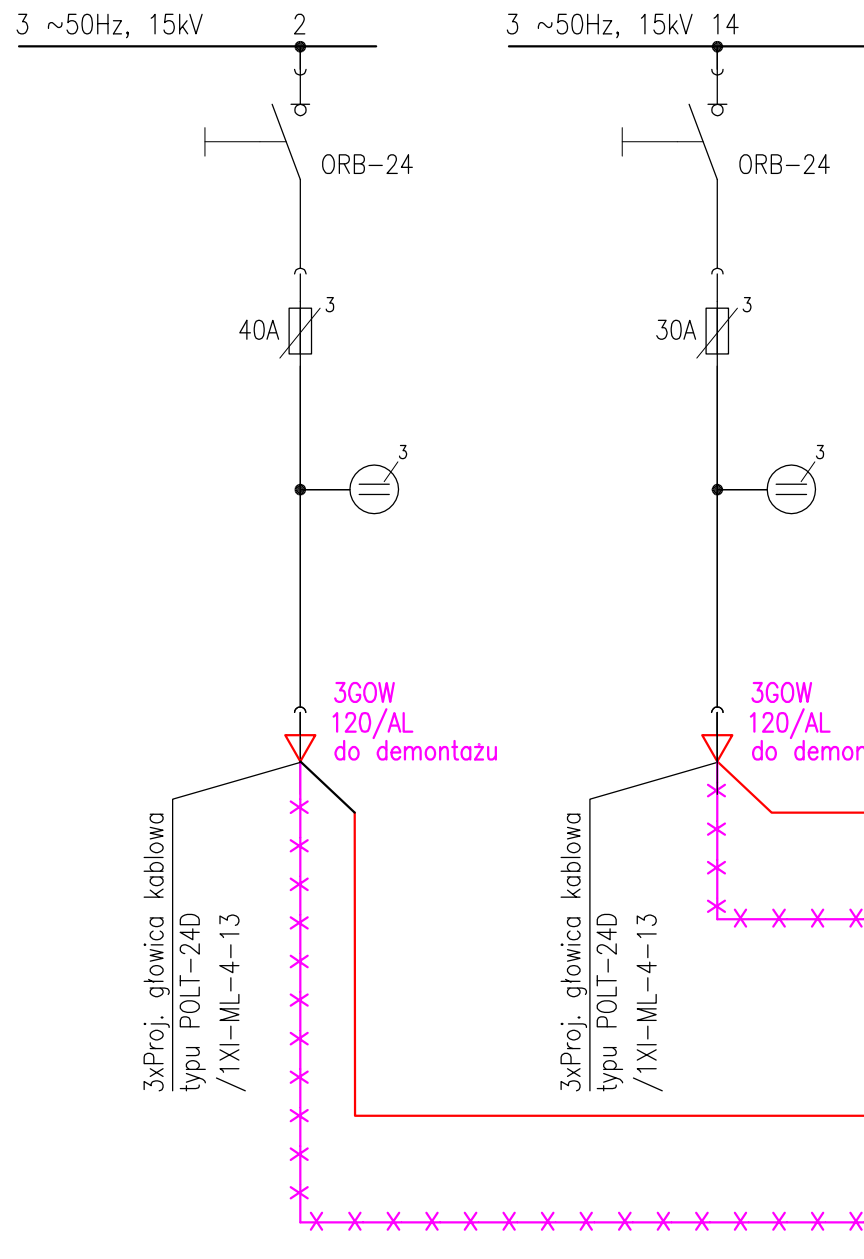 3 ~50Hz, 15kV
2
ORB-24
3
40A
3
3GOW
120/AL
do demontażu
3xProj. głowica kablowa
typu POLT-24D
/1XI-ML-4-13
3 ~50Hz, 15kV
14
ORB-24
3
30A
3
3GOW
120/AL
do demon
3xProj. głowica kablowa
typu POLT-24D
/1XI-ML-4-13